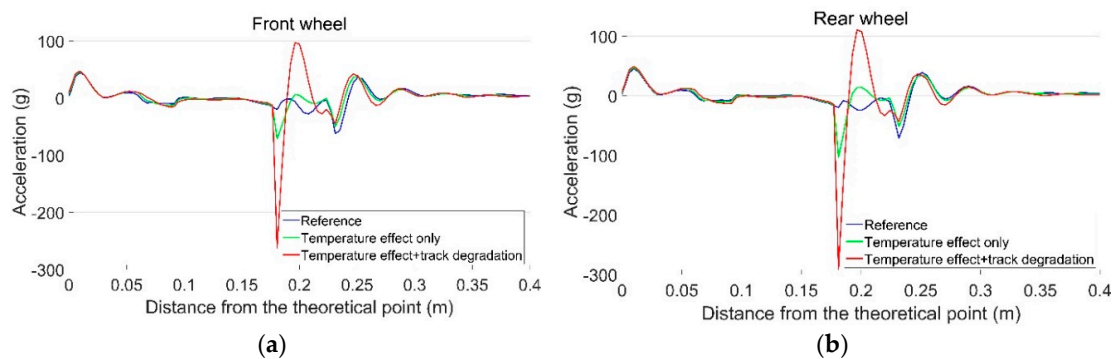 Front wheel
Acceleration (g)
100
0
-100
-200
-300
0
0.05
0.1
0.15
0.2
0.25
0.3
0.35
0.4
Distance from the theoretical point (m)
Reference
Temperature effect only
Temperature effect+track degradation
(a)
Rear wheel
Acceleration (g)
100
0
-100
-200
-300
0
0.05
0.1
0.15
0.2
0.25
0.3
0.35
0.4
Distance from the theoretical point (m)
Reference
Temperature effect only
Temperature effect+track degradation
(b)